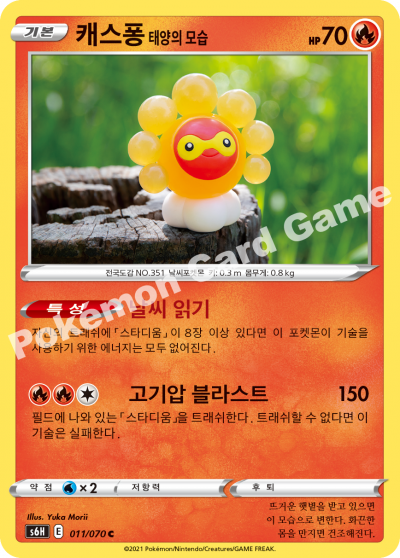 기본 캐스퐁 태양의 모습 HP 70
전국도감 NO.351 날씨포켓몬 키: 0.3 m 몸무게: 0.8 kg
특성 날씨 읽기
자신의 트래쉬에 「스타디움」이 8장 이상 있다면 이 포켓몬이 기술을
사용하기 위한 에너지는 모두 없어진다.
고기압 블라스트 150
필드에 나와 있는 「스타디움」을 트래쉬한다. 트래쉬할 수 없다면 이
기술은 실패한다.
약점 ×2 저항력 후퇴
Illus. Yuka Morii
s6H E 011/070 C
뜨거운 햇볕을 받고 있으면
이 모습으로 변한다. 화끈한
몸을 만지면 건조해진다.
©2021 Pokémon/Nintendo/Creatures/GAME FREAK.
Pokémon Card Game